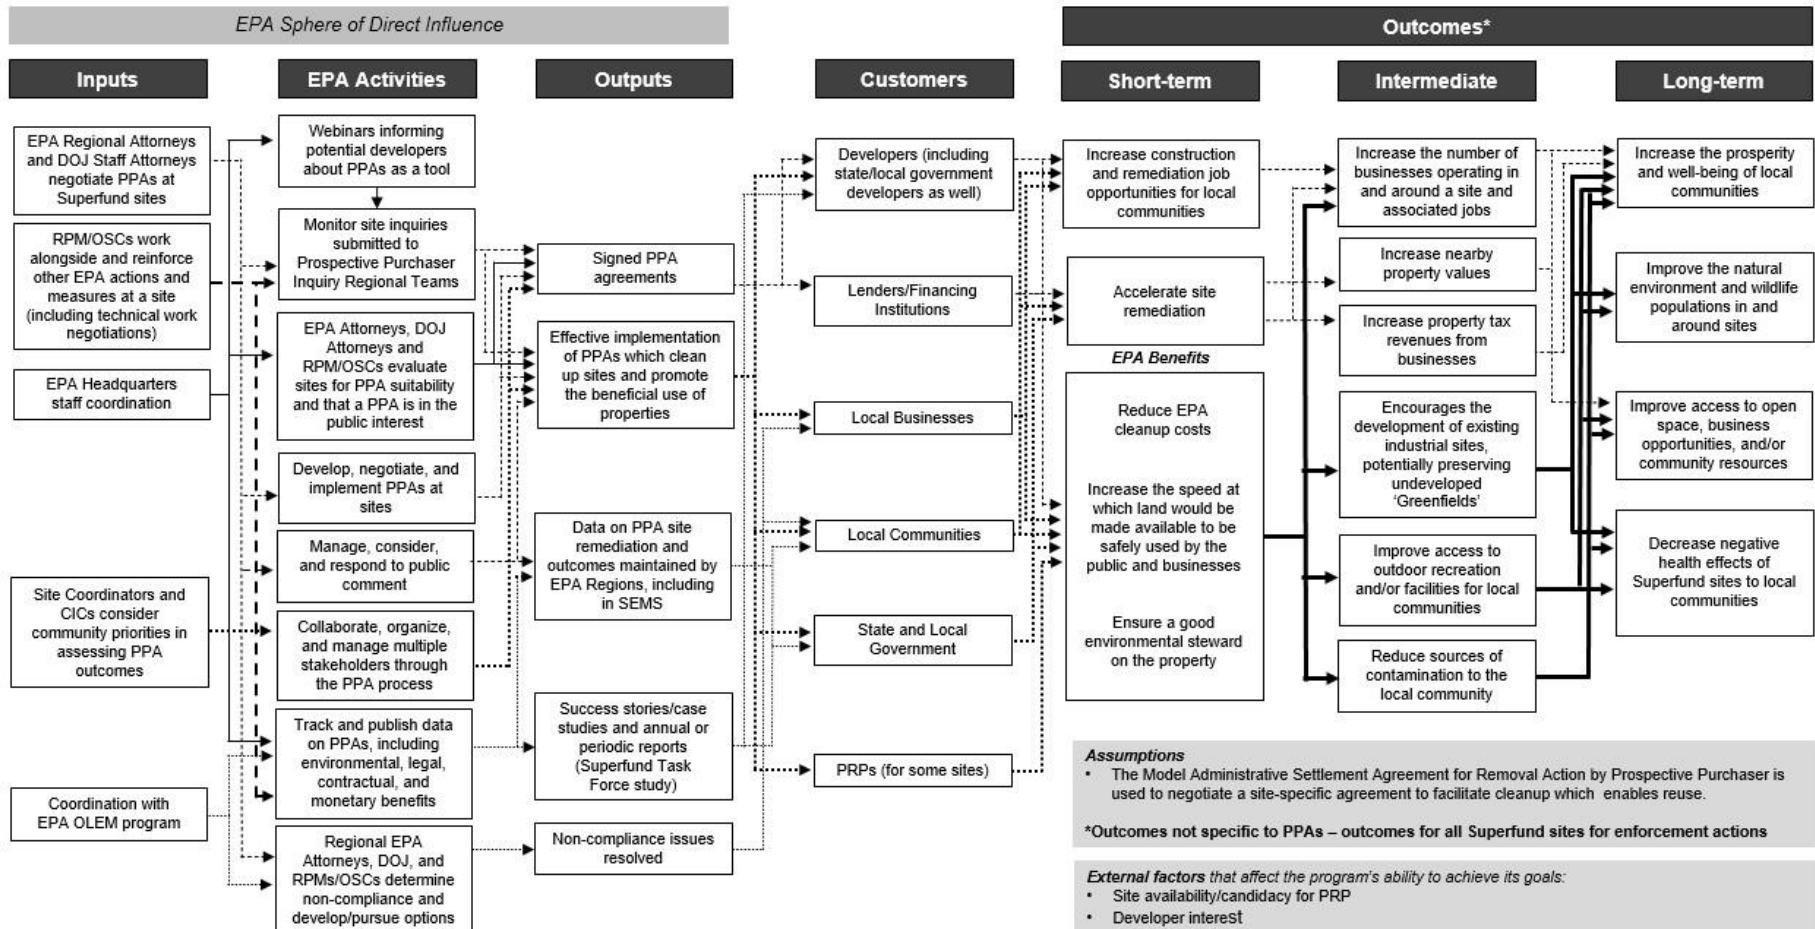 EPA Sphere of Direct Influence
Outcomes*
Inputs
EPA Activities
Outputs
Customers
Short-term
Intermediate
Long-term
EPA Regional Attorneys
and DOJ Staff Attorneys
negotiate PPAs at
Superfund sites
RPM/OSCs work
alongside and reinforce
other EPA actions and
measures at a site
(including technical work
negotiations)
EPA Headquarters
staff coordination
Site Coordinators and
CICs consider
community priorities in
assessing PPA
outcomes
Coordination with
EPA OLEM program
Webinars informing
potential developers
about PPAs as a tool
Monitor site inquiries
submitted to
Prospective Purchaser
Inquiry Regional Teams
EPA Attorneys, DOJ
Attorneys and
RPM/OSCs evaluate
sites for PPA suitability
and that a PPA is in the
public interest
Develop, negotiate, and
implement PPAs at
sites
Manage, consider,
and respond to public
comment
Collaborate, organize,
and manage multiple
stakeholders through
the PPA process
Track and publish data
on PPAs, including
environmental, legal,
contractual, and
monetary benefits
Regional EPA
Attorneys, DOJ, and
RPMs/OSCs determine
non-compliance and
develop/pursue options
Signed PPA
agreements
Effective implementation
of PPAs which clean
up sites and promote
the beneficial use of
properties
Data on PPA site
remediation and
outcomes maintained by
EPA Regions, including
in SEMS
Success stories/case
studies and annual or
periodic reports
(Superfund Task
Force study)
Non-compliance issues
resolved
Developers (including
state/local government
developers as well)
Lenders/Financing
Institutions
Local Businesses
Local Communities
State and Local
Government
PRPs (for some sites)
Increase construction
and remediation job
opportunities for local
communities
Accelerate site
remediation
EPA Benefits
Reduce EPA
cleanup costs
Increase the speed at
which land would be
made available to be
safely used by the
public and businesses
Ensure a good
environmental steward
on the property
Increase the number of
businesses operating in
and around a site and
associated jobs
Increase nearby
property values
Increase property tax
revenues from
businesses
Encourages the
development of existing
industrial sites,
potentially preserving
undeveloped
‘Greenfields’
Improve access to
outdoor recreation
and/or facilities for local
communities
Reduce sources of
contamination to the
local community
Increase the prosperity
and well-being of local
communities
Improve the natural
environment and wildlife
populations in and
around sites
Improve access to open
space, business
opportunities, and/or
community resources
Decrease negative
health effects of
Superfund sites to local
communities
Assumptions
• The Model Administrative Settlement Agreement for Removal Action by Prospective Purchaser is
used to negotiate a site-specific agreement to facilitate cleanup which enables reuse.
*Outcomes not specific to PPAs – outcomes for all Superfund sites for enforcement actions
External factors that affect the program's ability to achieve its goals:
• Site availability/candidacy for PRP
• Developer interest